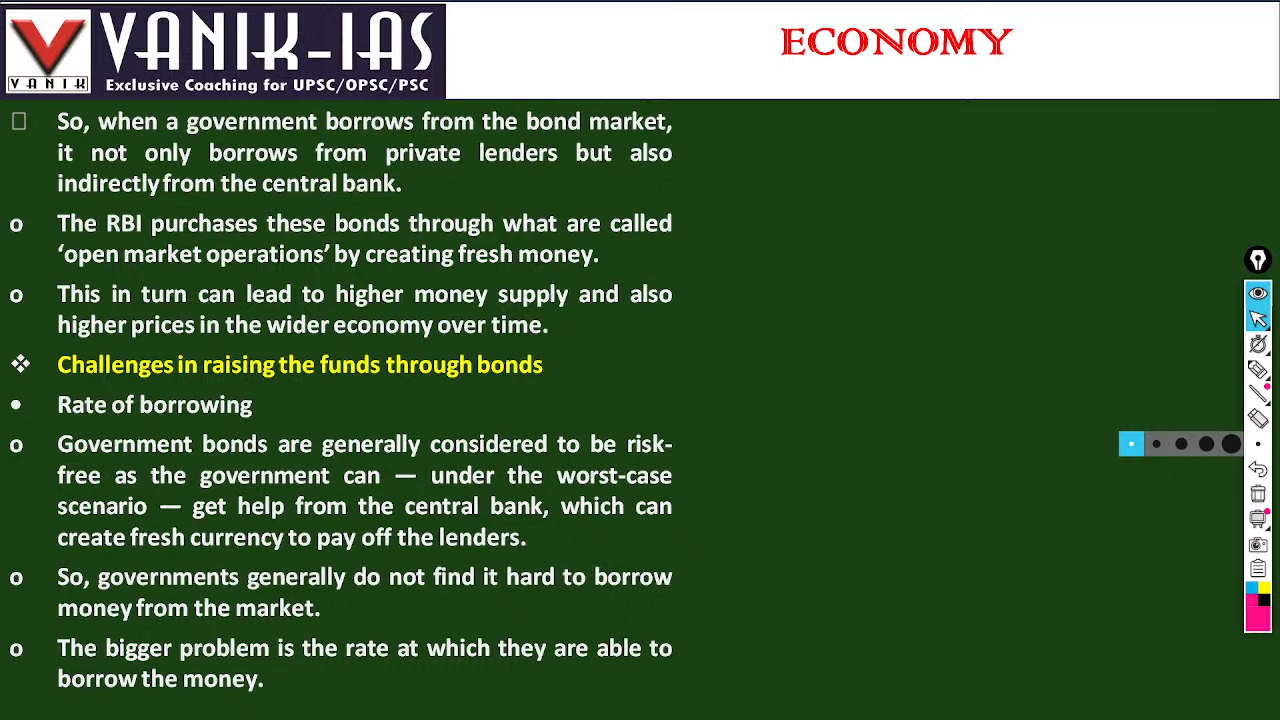 VANIK-IAS
VANIK
Exclusive Coaching for UPSC/OPSC/PSC
ECONOMY
So, when a government borrows from the bond market,
it not only borrows from private lenders but also
indirectly from the central bank.
o The RBI purchases these bonds through what are called
‘open market operations’ by creating fresh money.
o This in turn can lead to higher money supply and also
higher prices in the wider economy over time.
❖ Challenges in raising the funds through bonds
• Rate of borrowing
o Government bonds are generally considered to be risk-
free as the government can — under the worst-case
scenario — get help from the central bank, which can
create fresh currency to pay off the lenders.
o So, governments generally do not find it hard to borrow
money from the market.
o The bigger problem is the rate at which they are able to
borrow the money.